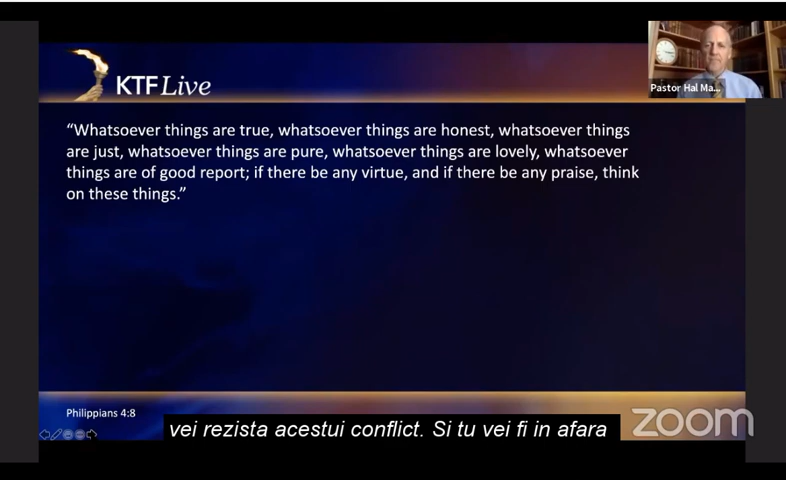 KTF Live
Pastor Hal Ma...
“Whatsoever things are true, whatsoever things are honest, whatsoever things
are just, whatsoever things are pure, whatsoever things are lovely, whatsoever
things are of good report; if there be any virtue, and if there be any praise, think
on these things.”
Philippians 4:8
vei rezista acestui conflict. Si tu vei fi in afara
zoom